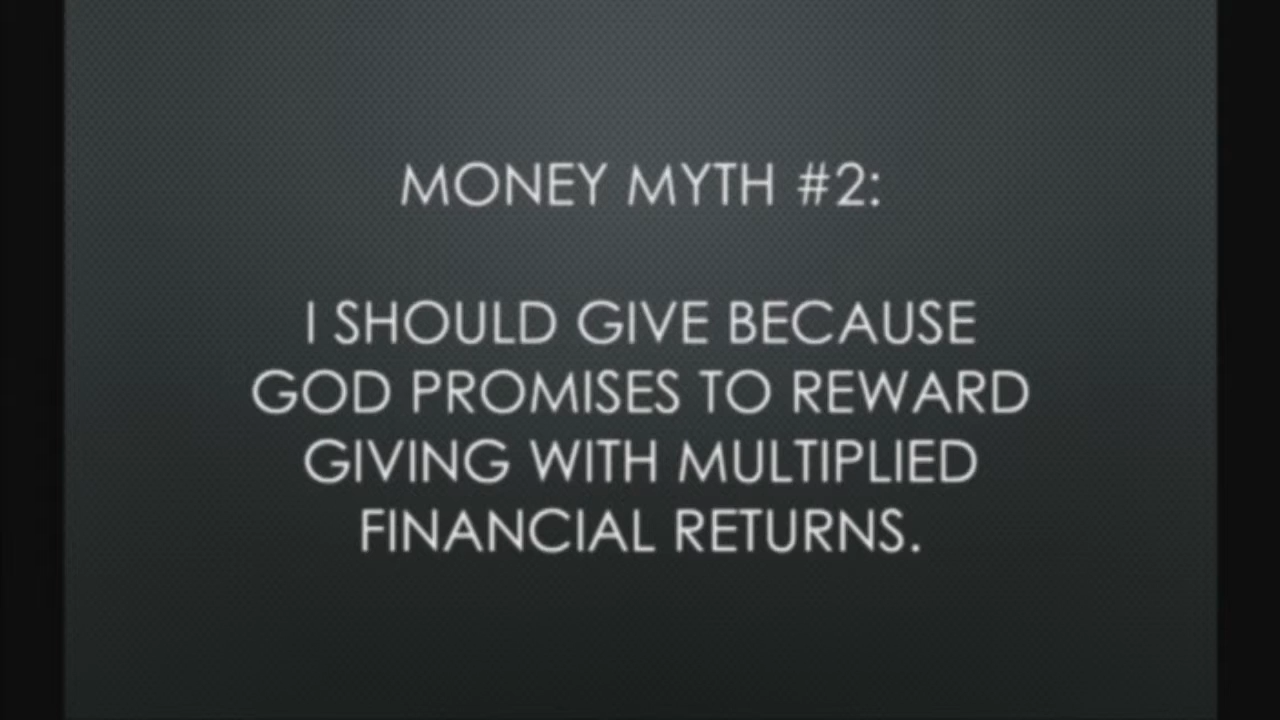 MONEY MYTH #2:
I SHOULD GIVE BECAUSE
GOD PROMISES TO REWARD
GIVING WITH MULTIPLIED
FINANCIAL RETURNS.